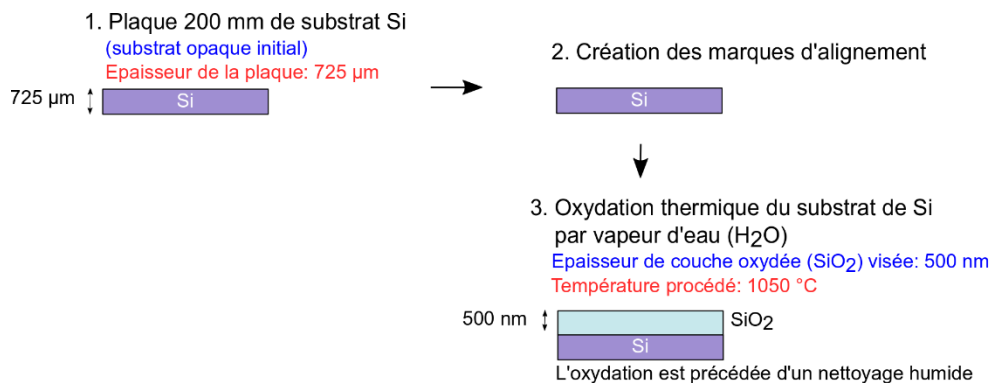 1. Plaque 200 mm de substrat Si
(substrat opaque initial)
Epaisseur de la plaque: 725 µm
725 µm
Si
2. Création des marques d'alignement
Si
3. Oxydation thermique du substrat de Si
par vapeur d'eau (H2O)
Epaisseur de couche oxydée (SiO2) visée: 500 nm
Température procédé: 1050 °C
500 nm
SiO2
Si
L'oxydation est précédée d'un nettoyage humide